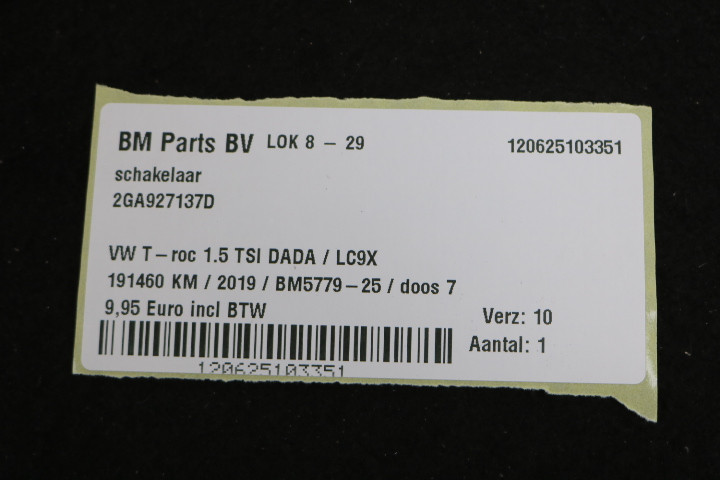 BM Parts BV LOK 8 - 29 120625103351
schakelaar
2GA927137D
VW T-roc 1.5 TSI DADA / LC9X
191460 KM / 2019 / BM5779-25 / doos 7
9,95 Euro incl BTW Verz: 10
Aantal: 1
120625103351